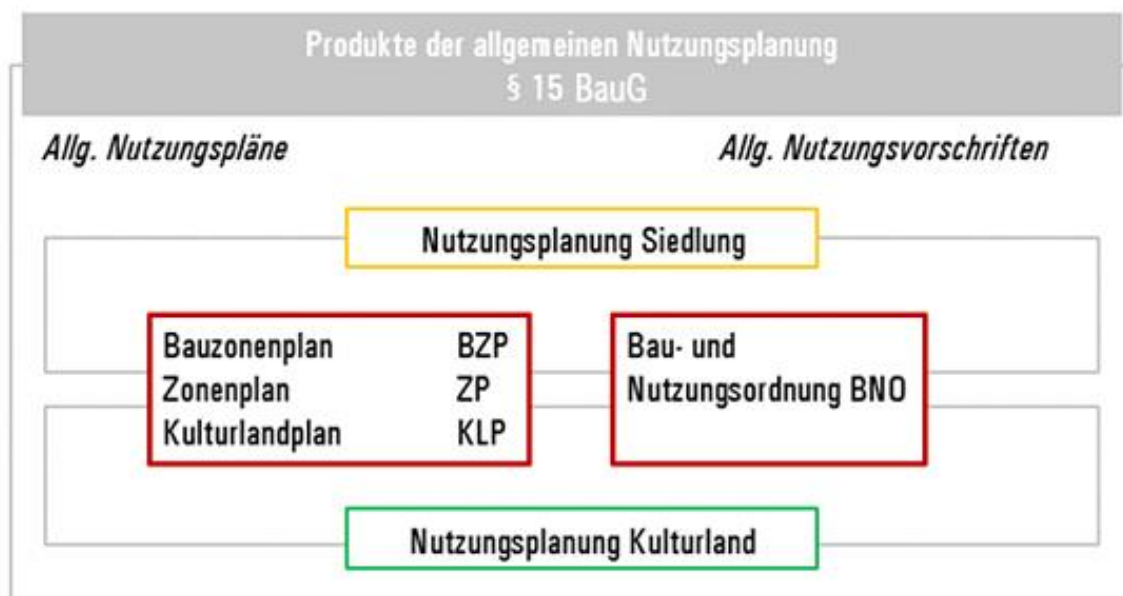 Produkte der allgemeinen Nutzungsplanung
§ 15 BauG
Allg. Nutzungspläne Allg. Nutzungsvorschriften
Nutzungsplanung Siedlung
Bauzonenplan BZP
Zonenplan ZP
Kulturlandplan KLP
Bau- und
Nutzungsordnung BNO
Nutzungsplanung Kulturland